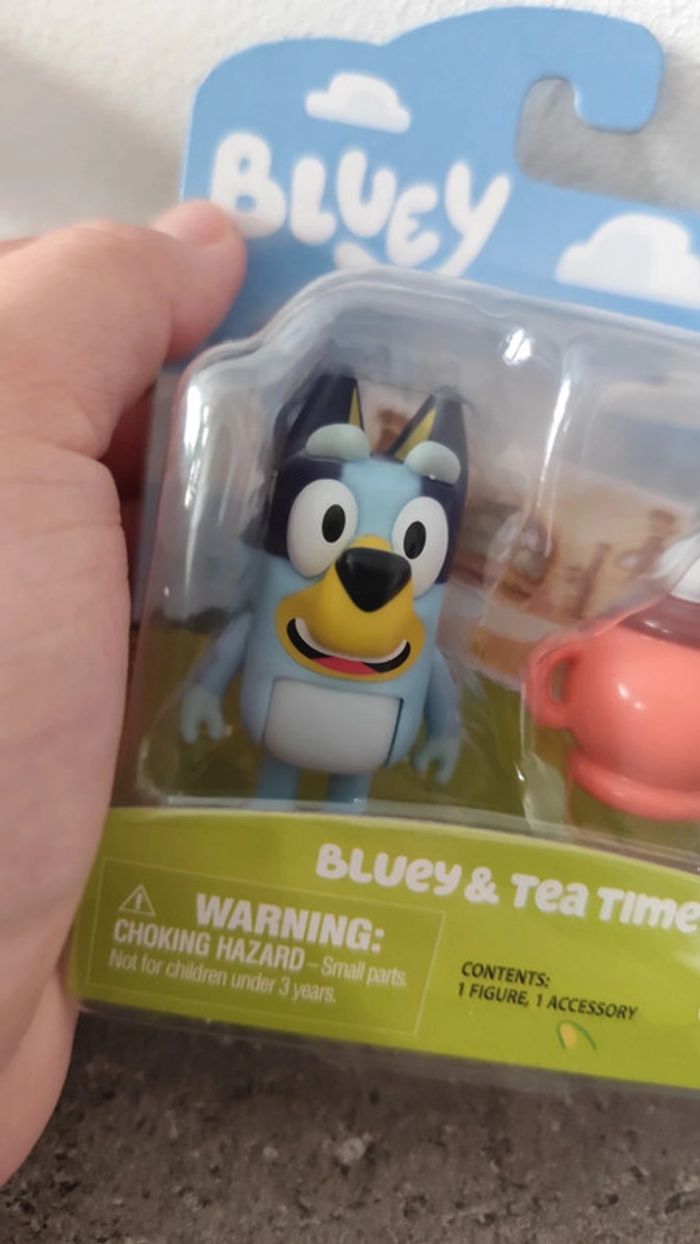 BLUEY
BLUEY & TEA TIME
WARNING:
CHOKING HAZARD – Small parts.
Not for children under 3 years.
CONTENTS:
1 FIGURE, 1 ACCESSORY